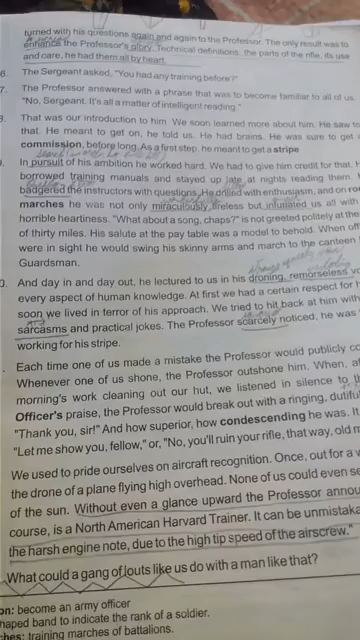 turned with his questions again and again to the Professor. The only result was to
enhance the Professor's glory. Technical definitions, the parts of the rifle, its use
and care, he had them all by heart.
6. The Sergeant asked, "You had any training before?"
7. The Professor answered with a phrase that was to become familiar to all of us.
"No, Sergeant. It's all a matter of intelligent reading."
8. That was our introduction to him. We soon learned more about him. He saw to
that. He meant to get on, he told us. He had brains. He was sure to get
commission, before long. As a first step, he meant to get a stripe
In pursuit of his ambition he worked hard. We had to give him credit for that. H
borrowed training manuals and stayed up late at nights reading them.
badgered the instructors with questions. He drilled with enthusiasm, and on rou
marches he was not only miraculously tireless but infuriated us all with
horrible heartiness. "What about a song, chaps?" is not greeted politely at the
of thirty miles. His salute at the pay table was a model to behold. When off
were in sight he would swing his skinny arms and march to the canteen
Guardsman.
0. And day in and day out, he lectured to us in his droning, remorseless vo
every aspect of human knowledge. At first we had a certain respect for h
soon we lived in terror of his approach. We tried to hit back at him with
sarcasms and practical jokes. The Professor scarcely noticed, he was
working for his stripe.
Each time one of us made a mistake the Professor would publicly co
Whenever one of us shone, the Professor outshone him. When, af
morning's work cleaning out our hut, we listened in silence to th
Officer's praise, the Professor would break out with a ringing, dutiful
"Thank you, sir!" And how superior, how condescending he was. It
"Let me show you, fellow," or, "No, you'll ruin your rifle, that way, old m
We used to pride ourselves on aircraft recognition. Once, out for a w
the drone of a plane flying high overhead. None of us could even se
of the sun. Without even a glance upward the Professor annou
course, is a North American Harvard Trainer. It can be unmistaka
the harsh engine note, due to the high tip speed of the airscrew."
What could a gang of louts like us do with a man like that?
on: become an army officer
haped band to indicate the rank of a soldier.
ches: training marches of battalions.